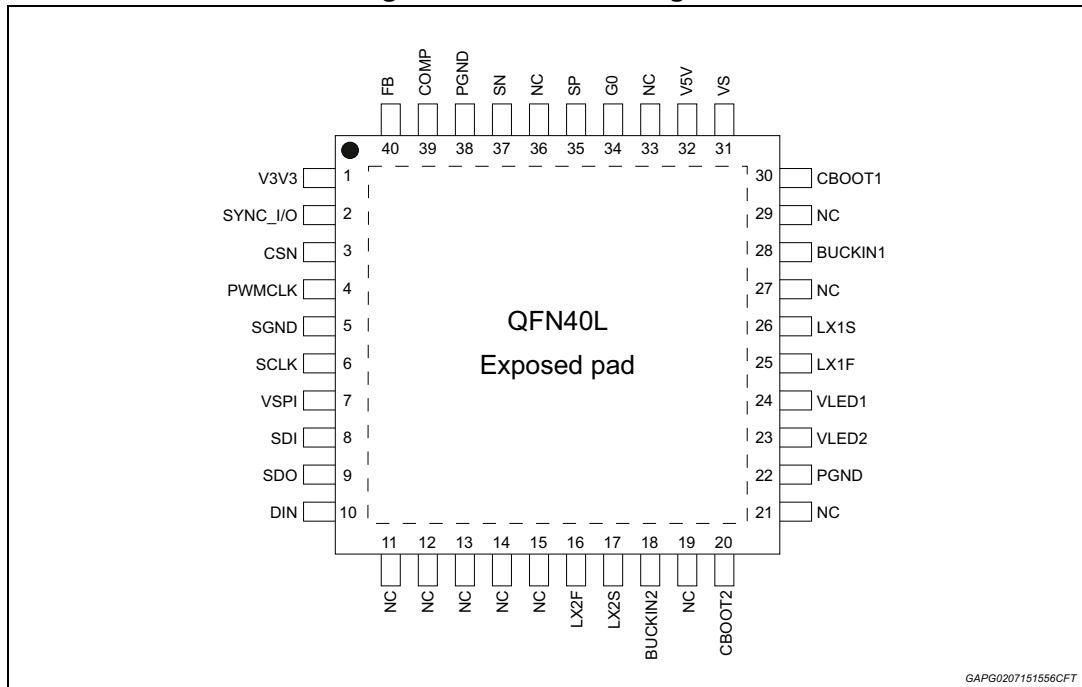 FB
COMP
PGND
SN
NC
SP
G0
NC
V5V
VS
40 39 38 37 36 35 34 33 32 31
V3V3 1
SYNC_I/O 2
CSN 3
PWMCLK 4
SGND 5
SCLK 6
VSPI 7
SDI 8
SDO 9
DIN 10
QFN40L
Exposed pad
30 CBOOT1
29 NC
28 BUCKIN1
27 NC
26 LX1S
25 LX1F
24 VLED1
23 VLED2
22 PGND
21 NC
11 12 13 14 15 16 17 18 19 20
NC
NC
NC
NC
NC
LX2F
LX2S
BUCKIN2
NC
CBOOT2
GAPG0207151556CFT